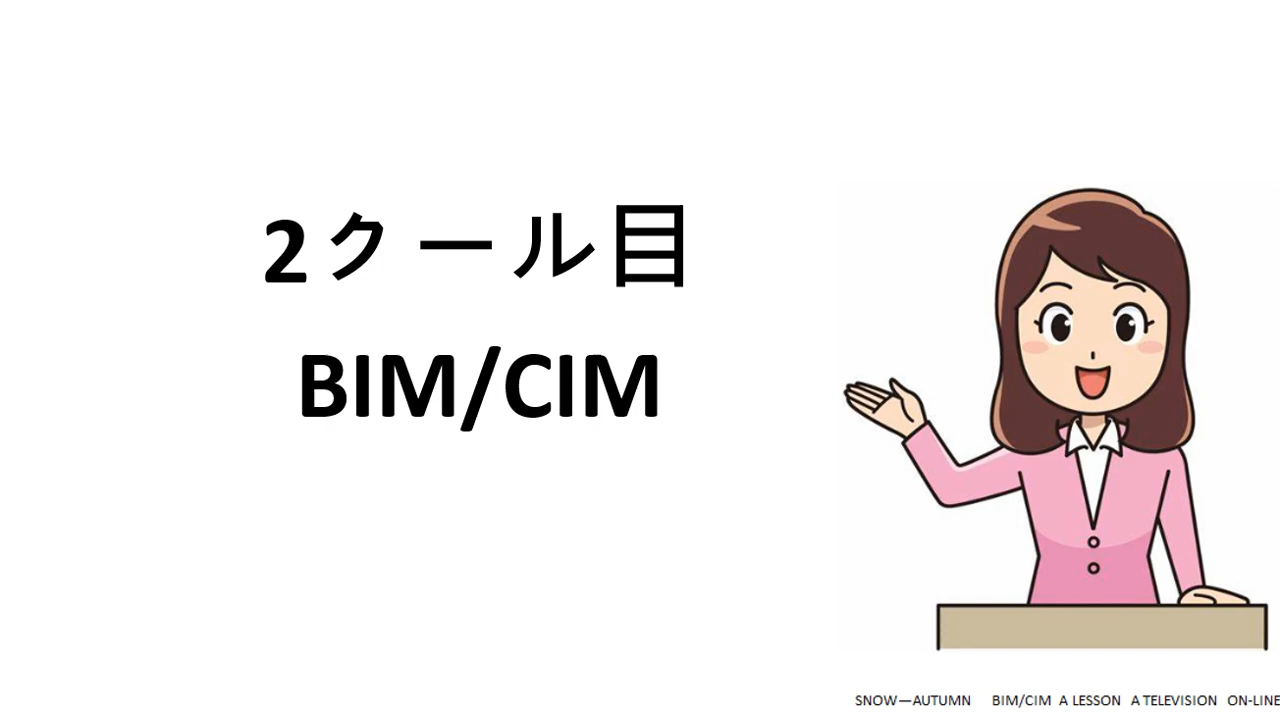 2クール目
BIM/CIM
SNOW—AUTUMN BIM/CIM A LESSON A TELEVISION ON-LINE